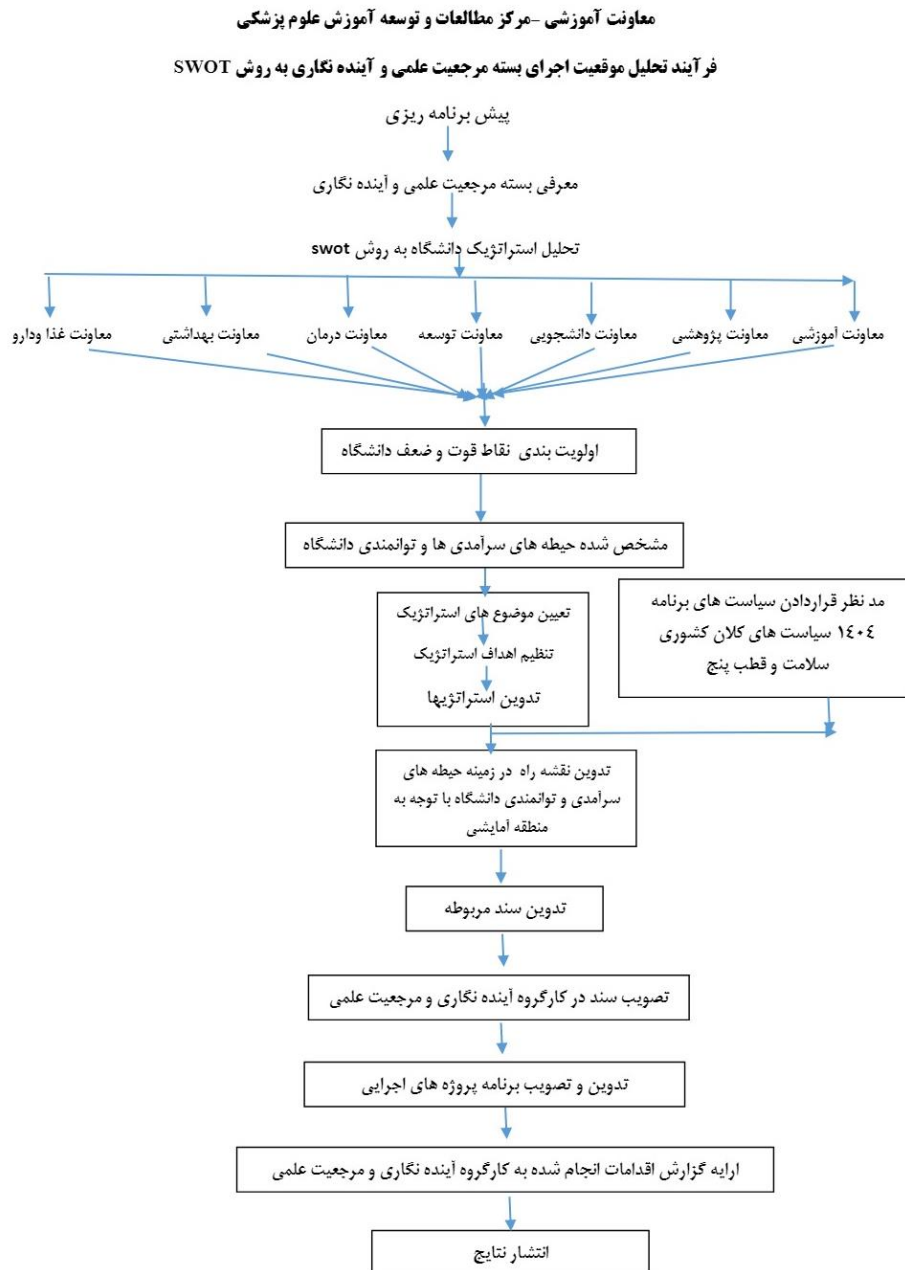 معاونت آموزشی –مرکز مطالعات و توسعه آموزش علوم پزشکی
فرآیند تحلیل موقعیت اجرای بسته مرجعیت علمی و آینده نگاری به روش SWOT
پیش برنامه ریزی
معرفی بسته مرجعیت علمی و آینده نگاری
تحلیل استراتژیک دانشگاه به روش swot
معاونت آموزشی
معاونت پژوهشی
معاونت دانشجویی
معاونت توسعه
معاونت درمان
معاونت بهداشتی
معاونت غذا ودارو
اولویت بندی نقاط قوت و ضعف دانشگاه
مشخص شده حیطه های سرآمدی ها و توانمندی دانشگاه
مد نظر قراردادن سیاست های برنامه
١٤٠٤ سیاست های کلان کشوری
سلامت و قطب پنج
تعیین موضوع های استراتژیک
تنظیم اهداف استراتژیک
تدوین استراتژیها
تدوین نقشه راه در زمینه حیطه های
سرآمدی و توانمندی دانشگاه با توجه به
منطقه آمایشی
تدوین سند مربوطه
تصویب سند در کارگروه آینده نگاری و مرجعیت علمی
تدوین و تصویب برنامه پروژه های اجرایی
ارایه گزارش اقدامات انجام شده به کارگروه آینده نگاری و مرجعیت علمی
انتشار نتایج